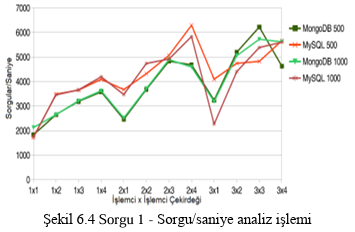 7000
6000
5000
4000
3000
2000
1000
0
Sorgular/Saniye
1x1 1x2 1x3 1x4 2x1 2x2 2x3 2x4 3x1 3x2 3x3 3x4
İşlemci x İşlemci Çekirdeği
MongoDB 500
MySQL 500
MongoDB 1000
MySQL 1000
Şekil 6.4 Sorgu 1 - Sorgu/saniye analiz işlemi